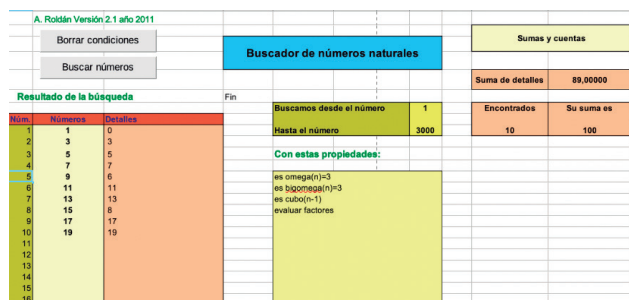 A. Roldán Versión 2.1 año 2011
Borrar condiciones
Buscar números
Buscador de números naturales
Sumas y cuentas
Suma de detalles 89,00000
Resultado de la búsqueda Fin
Buscamos desde el número 1
Hasta el número 3000
Encontrados Su suma es
10 100
Núm. Números Detalles
1 1 0
2 3 3
3 5 5
4 7 7
5 9 6
6 11 11
7 13 13
8 15 8
9 17 17
10 19 19
11
12
13
14
15
16
Con estas propiedades:
es omega(n)=3
es bigomega(n)=3
es cubo(n-1)
evaluar factores